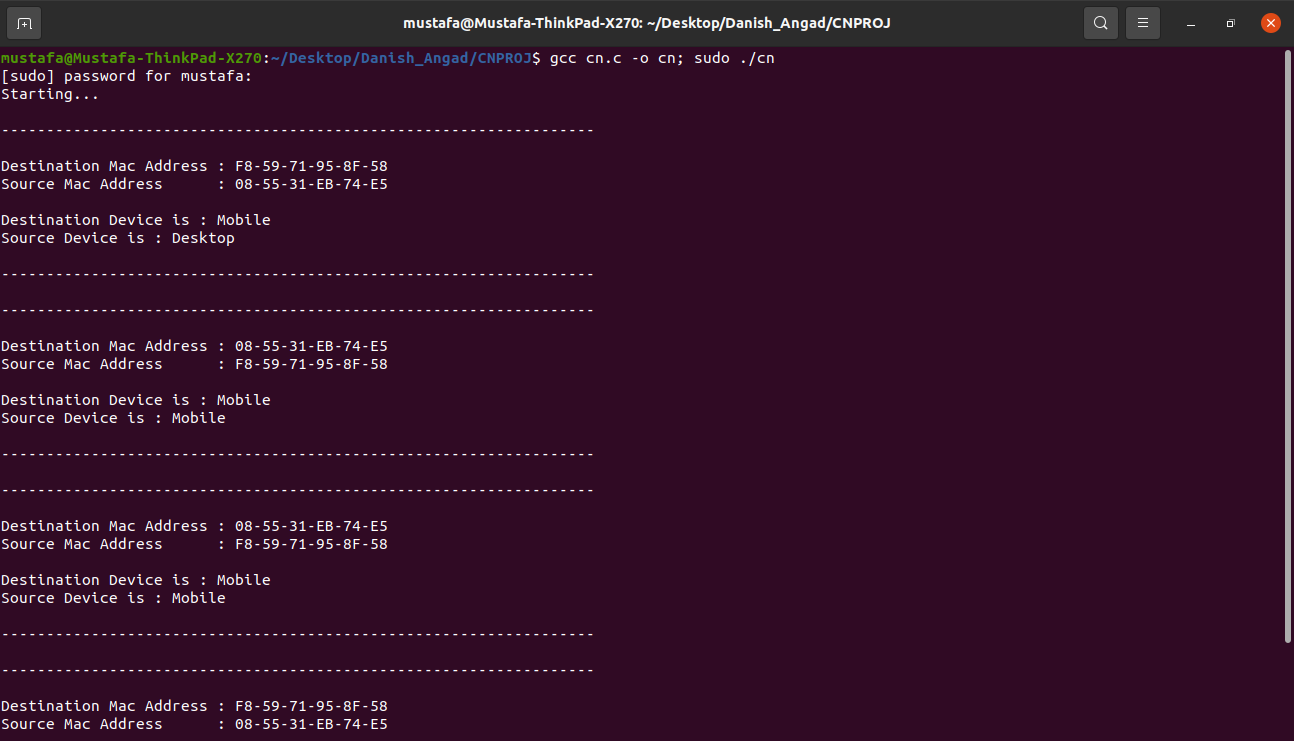 mustafa@Mustafa-ThinkPad-X270: ~/Desktop/Danish_Angad/CNPROJ
mustafa@Mustafa-ThinkPad-X270:~/Desktop/Danish_Angad/CNPROJ$ gcc cn.c -o cn; sudo ./cn
[sudo] password for mustafa:
Starting...
------------------------------------------------------------------
Destination Mac Address : F8-59-71-95-8F-58
Source Mac Address      : 08-55-31-EB-74-E5
Destination Device is : Mobile
Source Device is : Desktop
------------------------------------------------------------------
------------------------------------------------------------------
Destination Mac Address : 08-55-31-EB-74-E5
Source Mac Address      : F8-59-71-95-8F-58
Destination Device is : Mobile
Source Device is : Mobile
------------------------------------------------------------------
------------------------------------------------------------------
Destination Mac Address : 08-55-31-EB-74-E5
Source Mac Address      : F8-59-71-95-8F-58
Destination Device is : Mobile
Source Device is : Mobile
------------------------------------------------------------------
------------------------------------------------------------------
Destination Mac Address : F8-59-71-95-8F-58
Source Mac Address      : 08-55-31-EB-74-E5